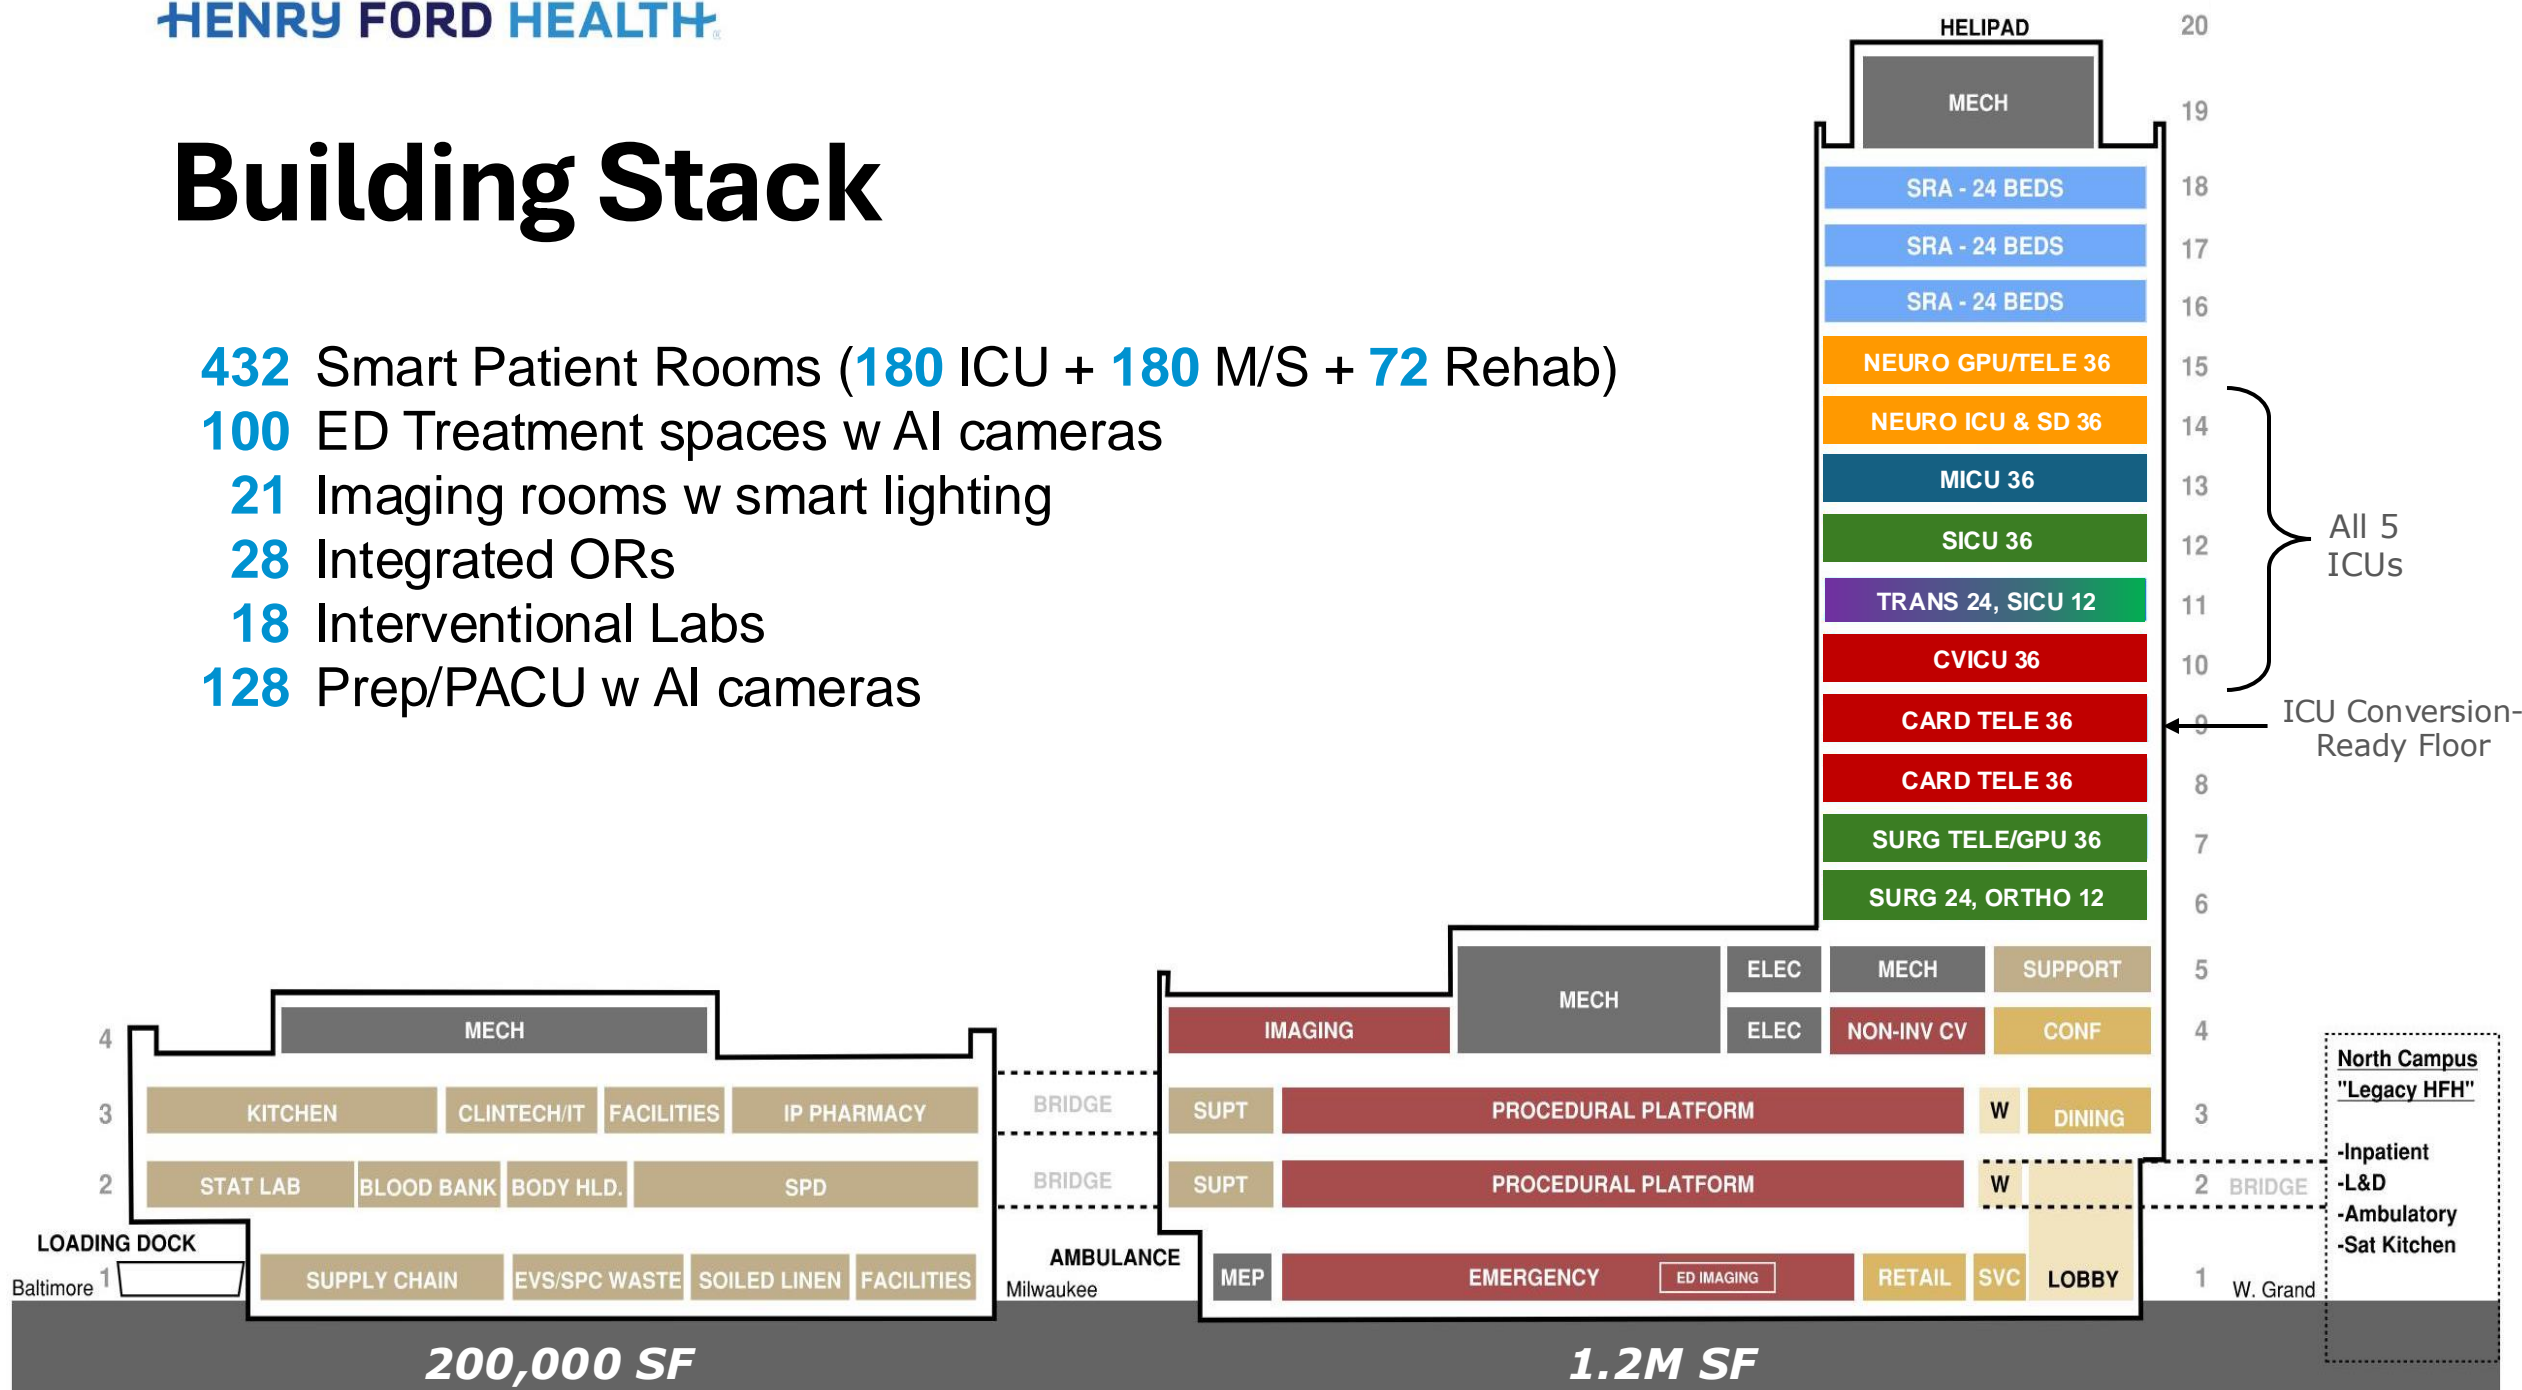 HENRY FORD HEALTH
Building Stack
432 Smart Patient Rooms (180 ICU + 180 M/S + 72 Rehab)
100 ED Treatment spaces w AI cameras
21 Imaging rooms w smart lighting
28 Integrated ORs
18 Interventional Labs
128 Prep/PACU w AI cameras
HELIPAD 20
MECH 19
SRA - 24 BEDS 18
SRA - 24 BEDS 17
SRA - 24 BEDS 16
NEURO GPU/TELE 36 15
NEURO ICU & SD 36 14
MICU 36 13
SICU 36 12
TRANS 24, SICU 12 11
CVICU 36 10
CARD TELE 36 9
CARD TELE 36 8
SURG TELE/GPU 36 7
SURG 24, ORTHO 12 6
All 5
ICUs
ICU Conversion-
Ready Floor
MECH ELEC MECH SUPPORT 5
IMAGING ELEC NON-INV CV CONF 4
SUPT PROCEDURAL PLATFORM W DINING 3
SUPT PROCEDURAL PLATFORM W 2 BRIDGE
AMBULANCE
Milwaukee
MEP EMERGENCY ED IMAGING RETAIL SVC LOBBY 1 W. Grand
4 MECH
3 KITCHEN CLINTECH/IT FACILITIES IP PHARMACY BRIDGE
2 STAT LAB BLOOD BANK BODY HLD. SPD BRIDGE
LOADING DOCK
Baltimore 1 SUPPLY CHAIN EVS/SPC WASTE SOILED LINEN FACILITIES
North Campus
"Legacy HFH"
-Inpatient
-L&D
-Ambulatory
-Sat Kitchen
200,000 SF
1.2M SF